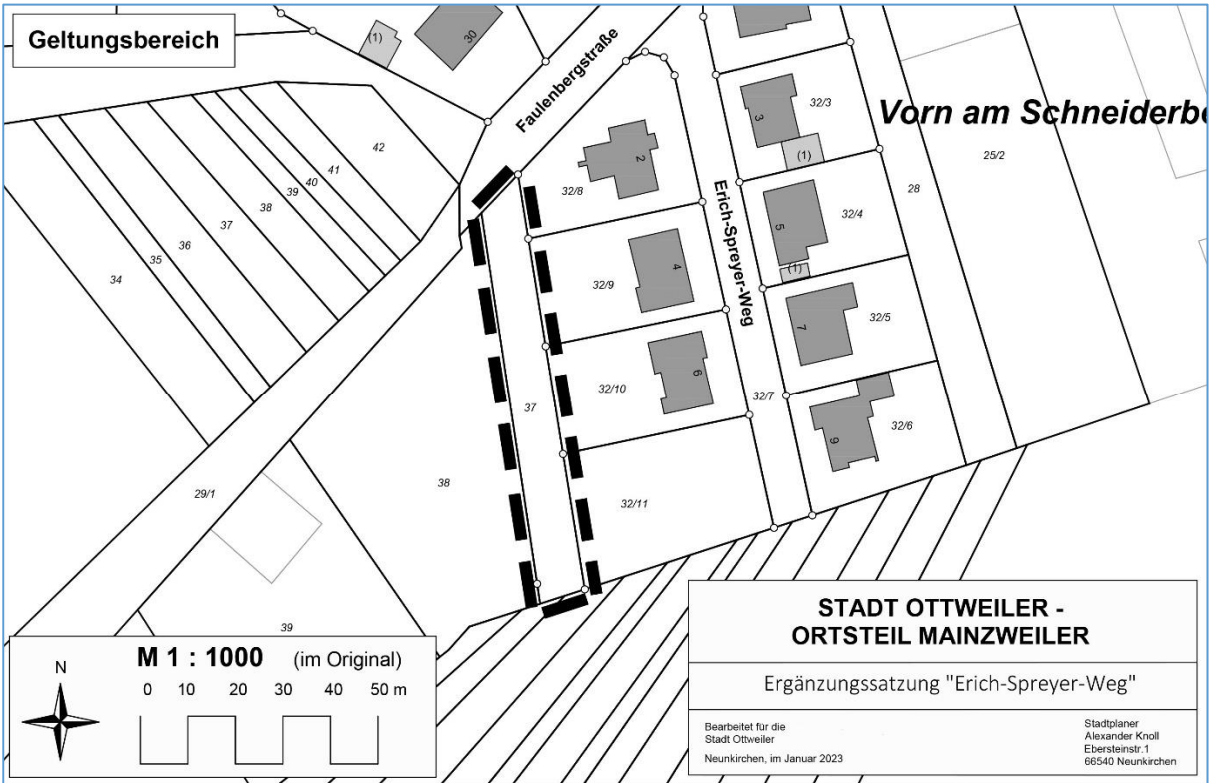 Geltungsbereich
(1)
30
Faulenbergstraße
42
41
40
39
38
37
36
35
34
32/8
2
32/9
4
32/10
6
32/11
37
38
29/1
39
Erich-Spreyer-Weg
32/7
3
32/3
(1)
Vorn am Schneiderbe
25/2
28
5
32/4
(1)
7
32/5
9
32/6
N
M 1 : 1000 (im Original)
0 10 20 30 40 50 m
STADT OTTWEILER -
ORTSTEIL MAINZWEILER
Ergänzungssatzung "Erich-Spreyer-Weg"
Bearbeitet für die
Stadt Ottweiler
Neunkirchen, im Januar 2023
Stadtplaner
Alexander Knoll
Ebersteinstr.1
66540 Neunkirchen